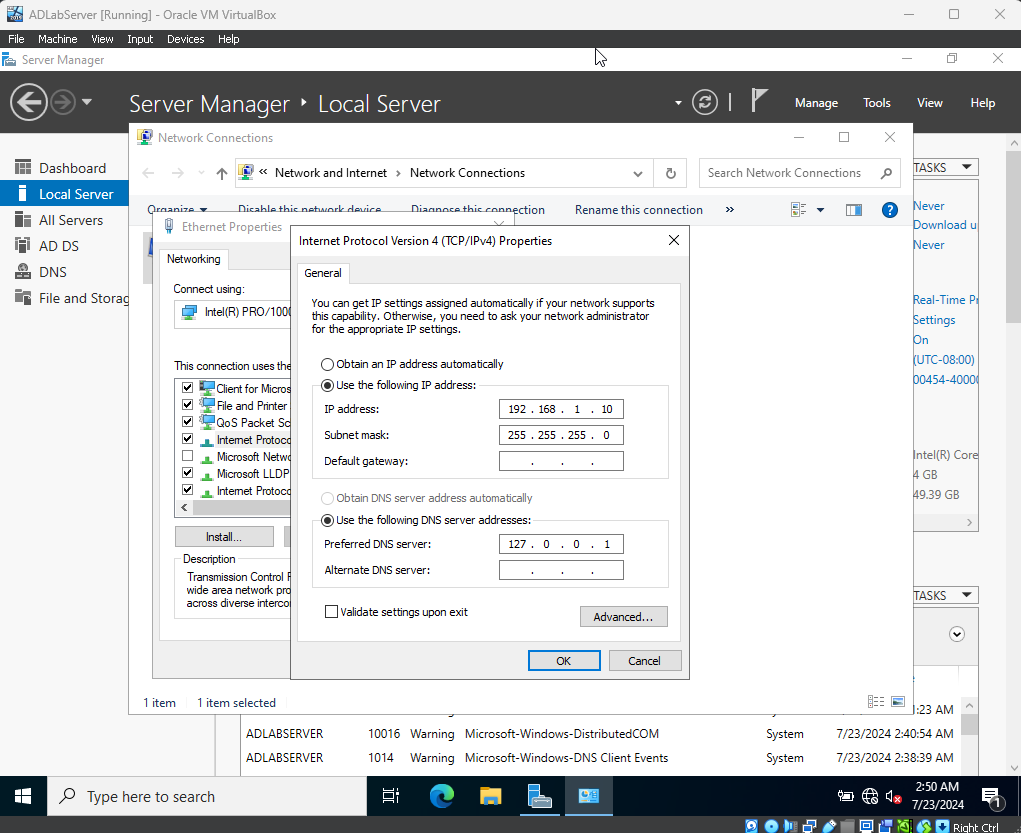 ADLabServer [Running] - Oracle VM VirtualBox
File Machine View Input Devices Help
Server Manager
Server Manager Local Server
Manage Tools View Help
Network Connections
Network and Internet Network Connections
Search Network Connections
Organize Disable this network device Diagnose this connection Rename this connection »
Dashboard
Local Server
All Servers
AD DS
DNS
File and Storag
TASKS
Never
Download u
Never
Real-Time Pr
Settings
On
(UTC-08:00)
00454-40000
Intel(R) Core
4 GB
49.39 GB
TASKS
Ethernet Properties
Networking
Connect using:
Intel(R) PRO/1000
This connection uses the
Client for Micros
File and Printer
QoS Packet Sc
Internet Protoco
Microsoft Netwo
Microsoft LLDP
Internet Protoco
Install...
Description
Transmission Control P
wide area network pro
across diverse interco
Internet Protocol Version 4 (TCP/IPv4) Properties
General
You can get IP settings assigned automatically if your network supports
this capability. Otherwise, you need to ask your network administrator
for the appropriate IP settings.
Obtain an IP address automatically
Use the following IP address:
IP address: 192 . 168 . 1 . 10
Subnet mask: 255 . 255 . 255 . 0
Default gateway: . . .
Obtain DNS server address automatically
Use the following DNS server addresses:
Preferred DNS server: 127 . 0 . 0 . 1
Alternate DNS server: . . .
Validate settings upon exit
Advanced...
OK Cancel
1 item 1 item selected
1:23 AM
ADLABSERVER 10016 Warning Microsoft-Windows-DistributedCOM System 7/23/2024 2:40:54 AM
ADLABSERVER 1014 Warning Microsoft-Windows-DNS Client Events System 7/23/2024 2:38:39 AM
Type here to search
2:50 AM
7/23/2024
1
Right Ctrl